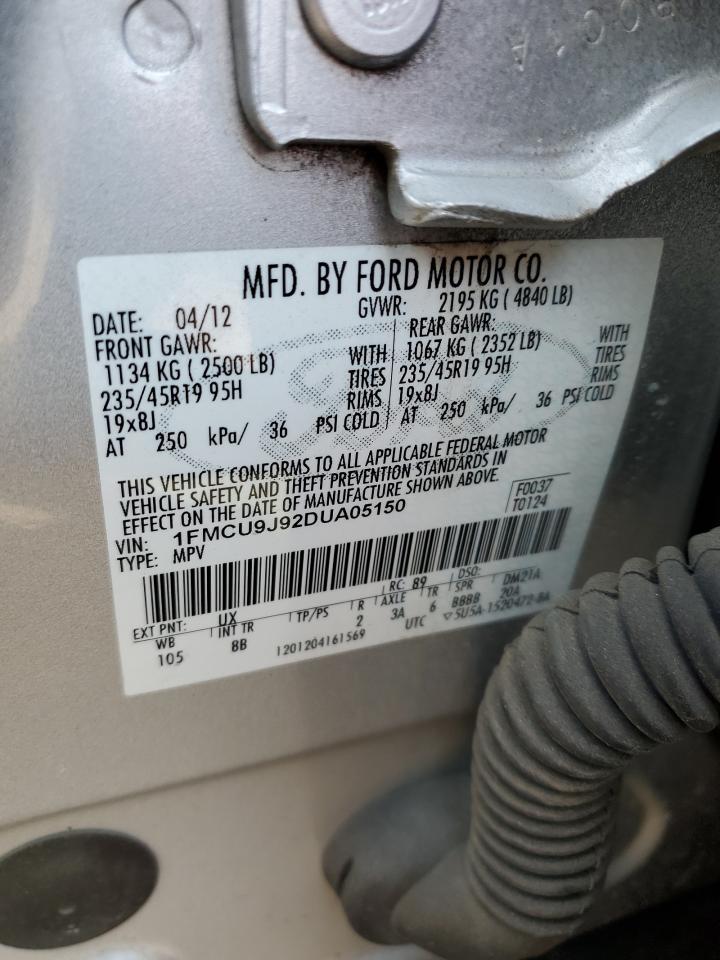 MFD. BY FORD MOTOR CO.
DATE: 04/12 GVWR: 2195 KG ( 4840 LB)
FRONT GAWR: REAR GAWR:
1134 KG ( 2500 LB) WITH 1067 KG ( 2352 LB) WITH
235/45R19 95H TIRES 235/45R19 95H TIRES
19x8J RIMS 19x8J RIMS
AT 250 kPa/ 36 PSI COLD AT 250 kPa/ 36 PSI COLD
THIS VEHICLE CONFORMS TO ALL APPLICABLE FEDERAL MOTOR
VEHICLE SAFETY AND THEFT PREVENTION STANDARDS IN
EFFECT ON THE DATE OF MANUFACTURE SHOWN ABOVE.
VIN: 1FMCU9J92DUA05150 F0037
TYPE: MPV T0124
EXT PNT: UX RC: 89 DSO:
WB INT TR TP/PS R AXLE TR SPR DM21A
105 8B 2 3A 6 BBBB 20A
1201204161569 UTC ▽5U5A-1520472-BA